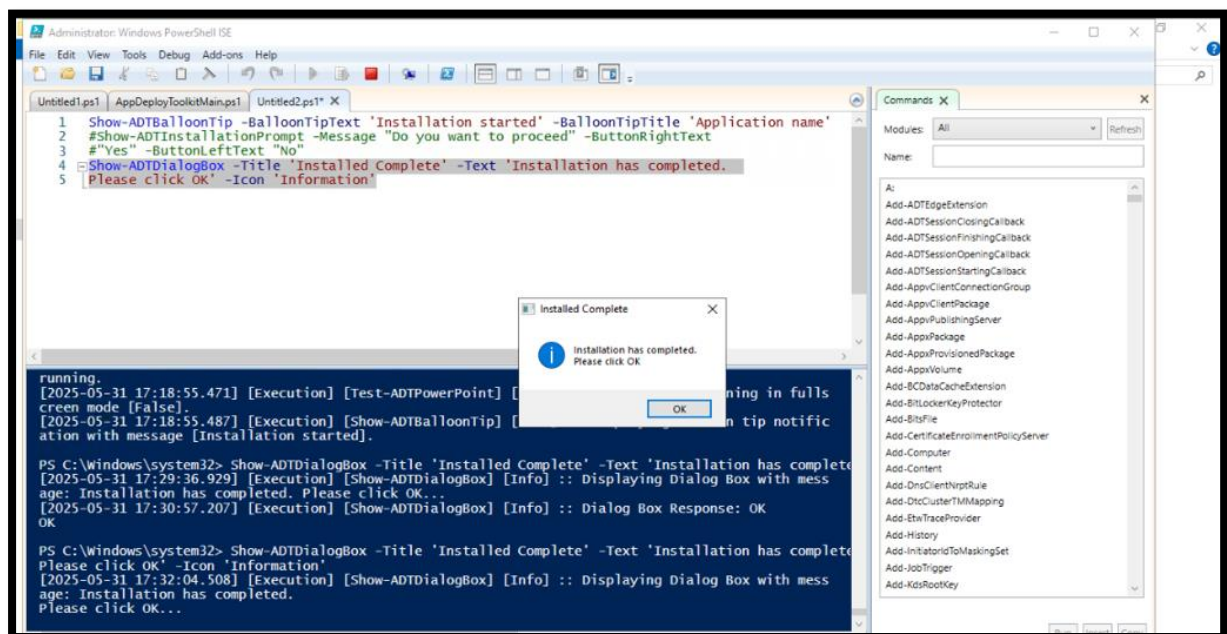 Administrator: Windows PowerShell ISE
File Edit View Tools Debug Add-ons Help
Untitled1.ps1 AppDeployToolkitMain.ps1 Untitled2.ps1* X
1 Show-ADTBalloonTip -BalloonTipText 'Installation started' -BalloonTipTitle 'Application name'
2 #Show-ADTInstallationPrompt -Message "Do you want to proceed" -ButtonRightText
3 #"Yes" -ButtonLeftText "No"
4 Show-ADTDialogBox -Title 'Installed Complete' -Text 'Installation has completed.
5 Please click OK' -Icon 'Information'
Installed Complete
Installation has completed.
Please click OK
OK
running.
[2025-05-31 17:18:55.471] [Execution] [Test-ADTPowerPoint] [
ning in fulls
creen mode [False].
[2025-05-31 17:18:55.487] [Execution] [Show-ADTBalloonTip] [
n tip notific
ation with message [Installation started].
PS C:\Windows\system32> Show-ADTDialogBox -Title 'Installed Complete' -Text 'Installation has complete
[2025-05-31 17:29:36.929] [Execution] [Show-ADTDialogBox] [Info] :: Displaying Dialog Box with mess
age: Installation has completed. Please click OK...
[2025-05-31 17:30:57.207] [Execution] [Show-ADTDialogBox] [Info] :: Dialog Box Response: OK
OK
PS C:\Windows\system32> Show-ADTDialogBox -Title 'Installed Complete' -Text 'Installation has complete
Please click OK' -Icon 'Information'
[2025-05-31 17:32:04.508] [Execution] [Show-ADTDialogBox] [Info] :: Displaying Dialog Box with mess
age: Installation has completed.
Please click OK...
Commands X
Modules: All Refresh
Name:
A:
Add-ADTEdgeExtension
Add-ADTSessionClosingCallback
Add-ADTSessionFinishingCallback
Add-ADTSessionOpeningCallback
Add-ADTSessionStartingCallback
Add-AppvClientConnectionGroup
Add-AppvClientPackage
Add-AppvPublishingServer
Add-AppxPackage
Add-AppxProvisionedPackage
Add-AppxVolume
Add-BCDataCacheExtension
Add-BitLockerKeyProtector
Add-BitsFile
Add-CertificateEnrollmentPolicyServer
Add-Computer
Add-Content
Add-DnsClientNrptRule
Add-DtcClusterTMMapping
Add-EtwTraceProvider
Add-History
Add-InitiatorIdToMaskingSet
Add-JobTrigger
Add-KdsRootKey